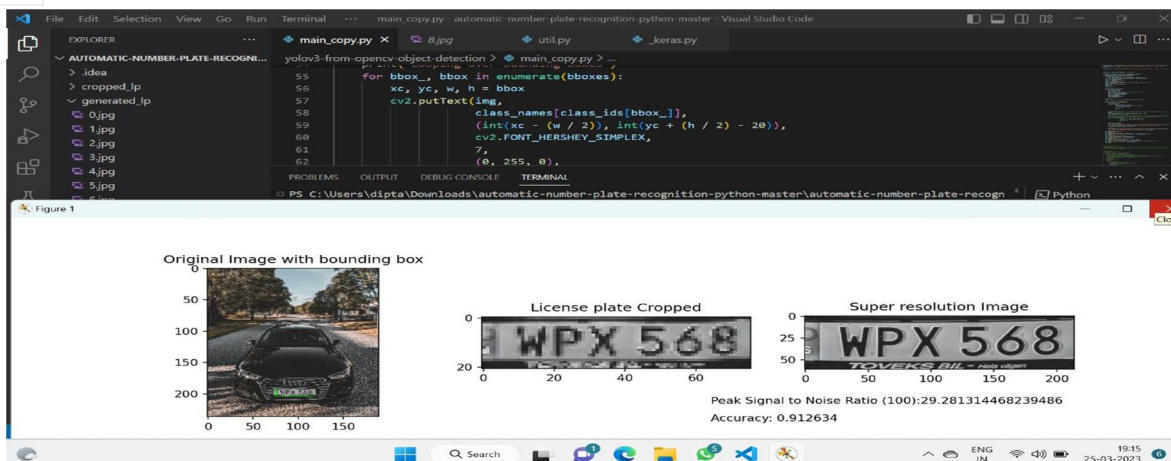 File Edit Selection View Go Run Terminal ··· main_copy.py - automatic-number-plate-recognition-python-master - Visual Studio Code
EXPLORER ···
main_copy.py × 8.jpg util.py _keras.py
AUTOMATIC-NUMBER-PLATE-RECOGNI...
yolov3-from-opencv-object-detection > main_copy.py > ...
> .idea
> cropped_lp
generated_lp
0.jpg
1.jpg
2.jpg
3.jpg
4.jpg
5.jpg
55 for bbox_, bbox in enumerate(bboxes):
56 xc, yc, w, h = bbox
57 cv2.putText(img,
58 class_names[class_ids[bbox_]],
59 (int(xc - (w / 2)), int(yc + (h / 2) - 20)),
60 cv2.FONT_HERSHEY_SIMPLEX,
61 7,
62 (0, 255, 0),
PROBLEMS OUTPUT DEBUG CONSOLE TERMINAL
PS C:\Users\dipta\Downloads\automatic-number-plate-recognition-python-master\automatic-number-plate-recogn
Python
Figure 1
Clo
Original Image with bounding box
0
50
100
150
200
0 50 100 150
License plate Cropped
0
20
WPX 568
0 20 40 60
Super resolution Image
0
25
50
WPX 568
TOVEKS BIL
0 50 100 150 200
Peak Signal to Noise Ratio (100):29.281314468239486
Accuracy: 0.912634
Search
ENG
IN
19:15
25-03-2023